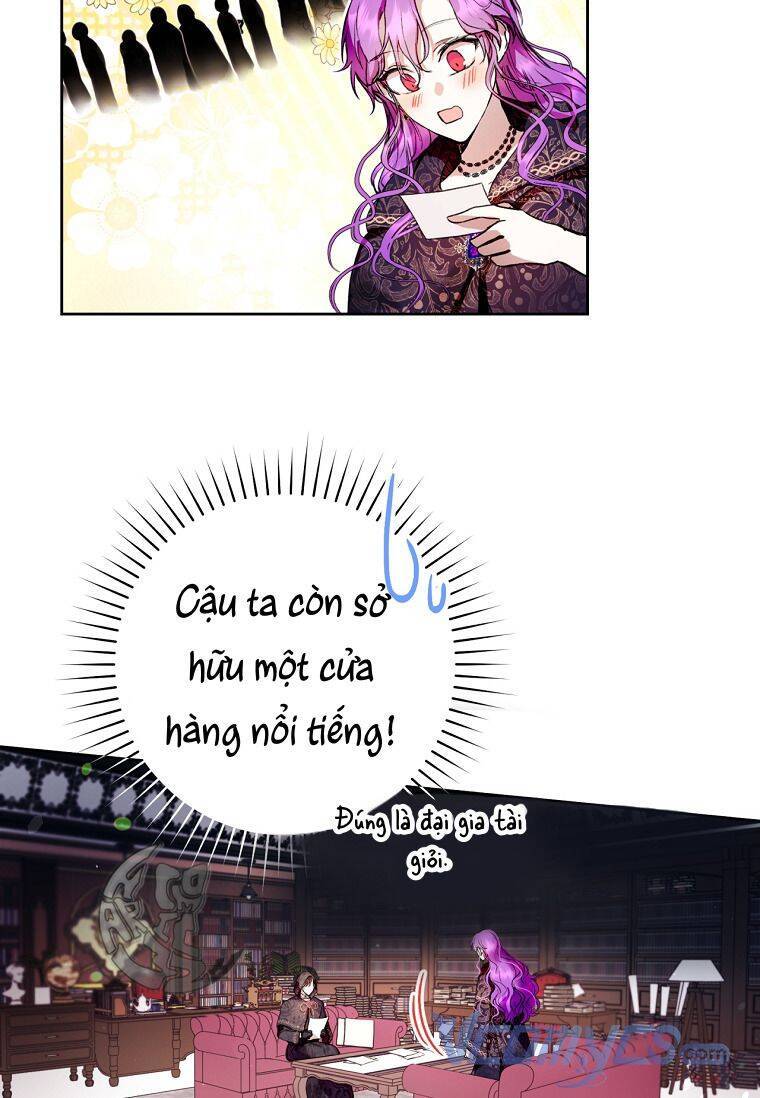 ?
Cậu ta còn sở
hữu một cửa
hàng nổi tiếng!
Đúng là đại gia tài
giỏi.